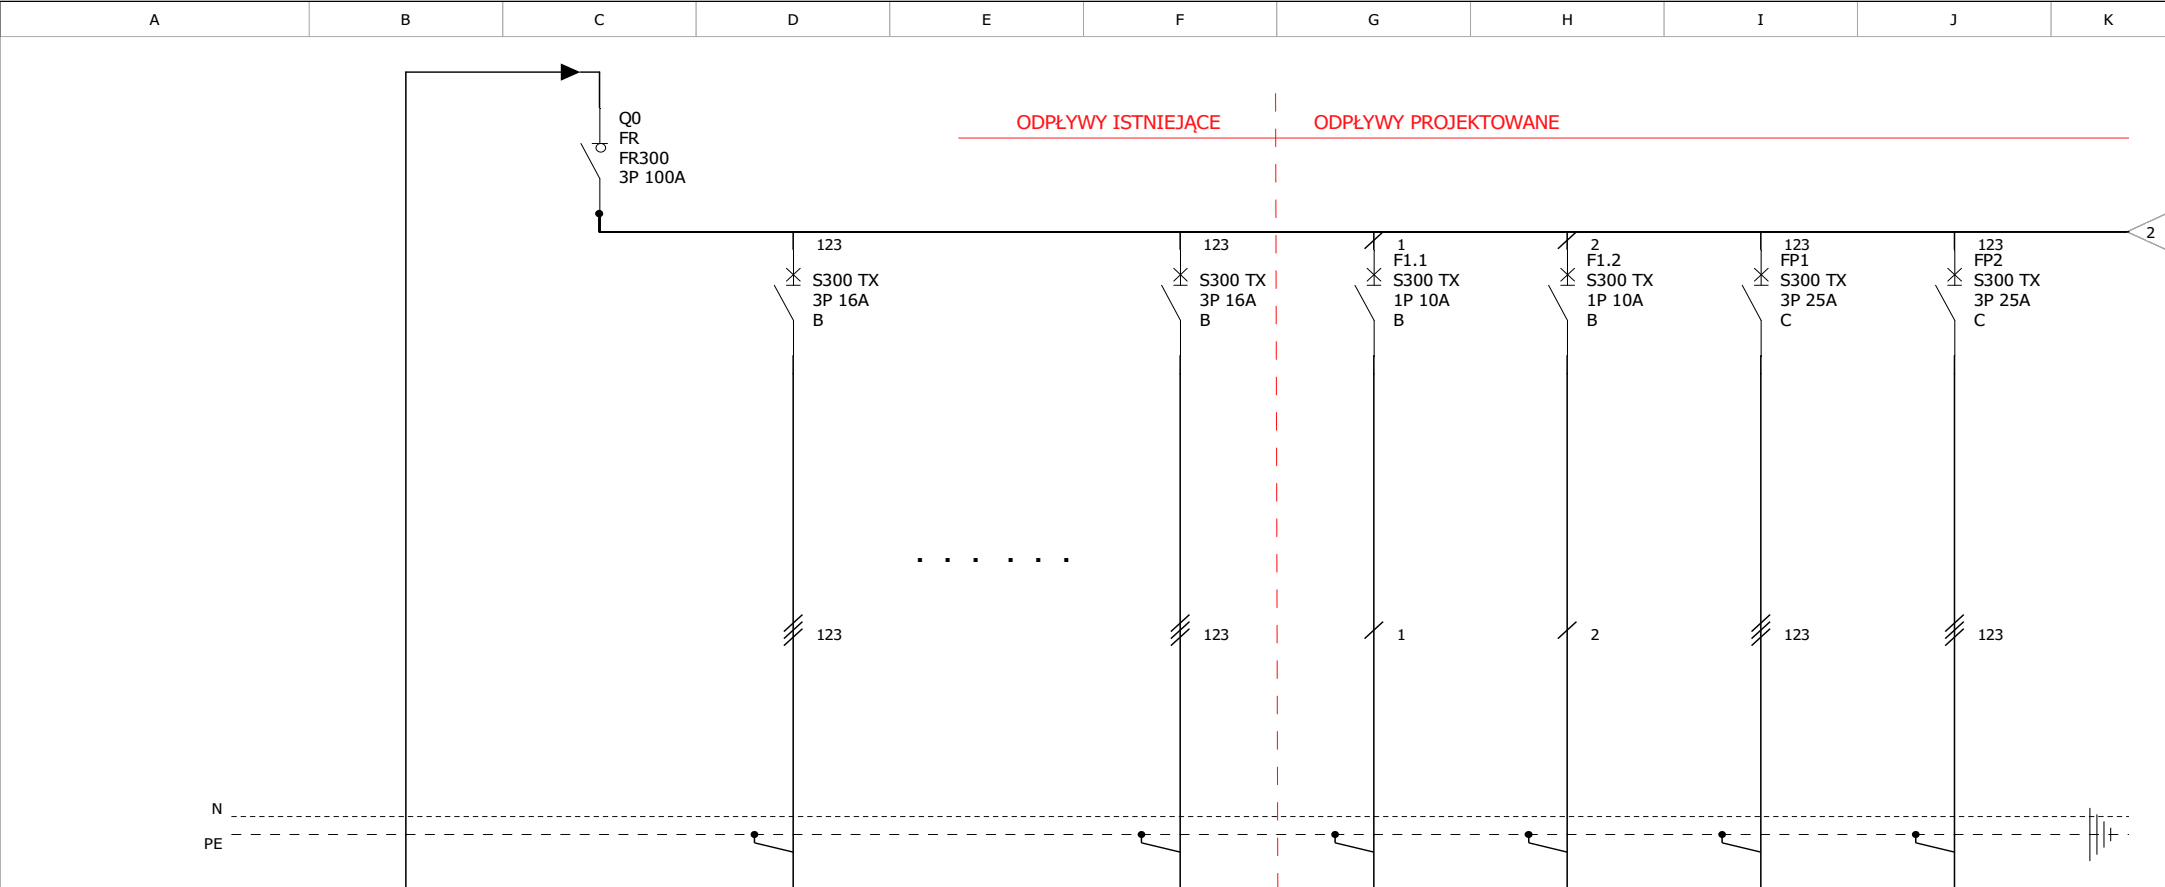 A B C D E F G H I J K
Q0
FR
FR300
3P 100A
ODPŁYWY ISTNIEJĄCE
ODPŁYWY PROJEKTOWANE
123
S300 TX
3P 16A
B
123
S300 TX
3P 16A
B
1
F1.1
S300 TX
1P 10A
B
2
F1.2
S300 TX
1P 10A
B
123
FP1
S300 TX
3P 25A
C
123
FP2
S300 TX
3P 25A
C
2
123 123 1 2 123 123
N
PE